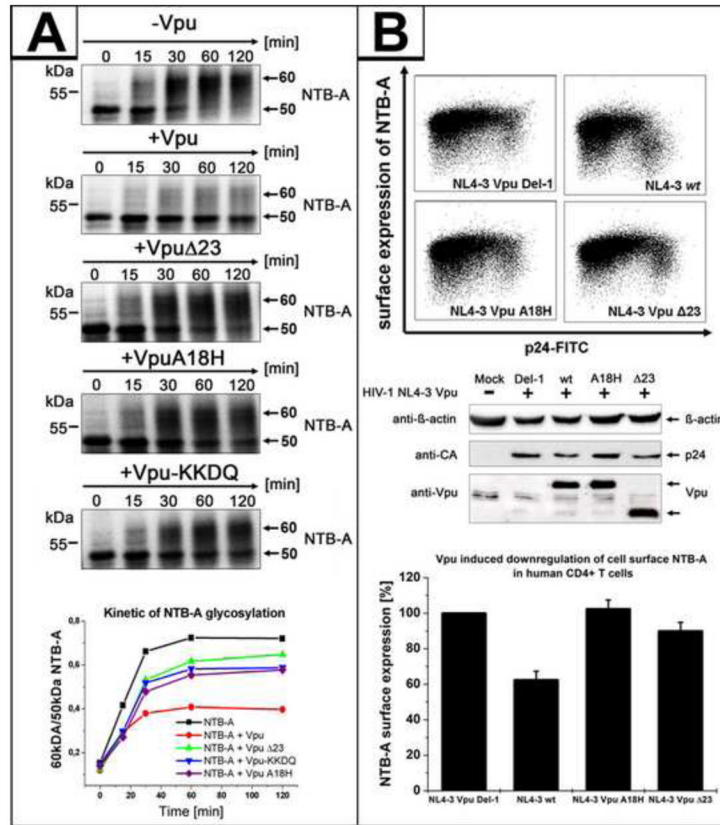 A
-Vpu
[min]
kDa 0 15 30 60 120
55
60
50
NTB-A
+Vpu
[min]
kDa 0 15 30 60 120
55
60
50
NTB-A
+VpuΔ23
[min]
kDa 0 15 30 60 120
55
60
50
NTB-A
+VpuA18H
[min]
kDa 0 15 30 60 120
55
60
50
NTB-A
+Vpu-KKDQ
[min]
kDa 0 15 30 60 120
55
60
50
NTB-A
Kinetic of NTB-A glycosylation
60kDA/50kDa NTB-A
0,8
0,6
0,4
0,2
NTB-A
NTB-A + Vpu
NTB-A + Vpu Δ23
NTB-A + Vpu-KKDQ
NTB-A + Vpu A18H
0 20 40 60 80 100 120
Time [min]
B
surface expression of NTB-A
NL4-3 Vpu Del-1
NL4-3 wt
NL4-3 Vpu A18H
NL4-3 Vpu Δ23
p24-FITC
Mock Del-1 wt A18H Δ23
HIV-1 NL4-3 Vpu - + + + +
anti-ß-actin ß-actin
anti-CA p24
anti-Vpu Vpu
Vpu induced downregulation of cell surface NTB-A
in human CD4+ T cells
NTB-A surface expression [%]
120
100
80
60
40
20
0
NL4-3 Vpu Del-1 NL4-3 wt NL4-3 Vpu A18H NL4-3 Vpu Δ23